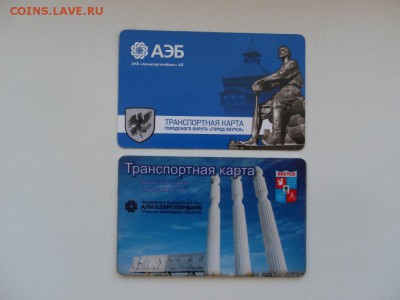 COINS.LAVE.RU
АЭБ
АКБ «Алмазэргиэнбанк» АО
ТРАНСПОРТНАЯ КАРТА
ГОРОДСКОГО ОКРУГА «ГОРОД ЯКУТСК»
Транспортная карта
АЛМАЗЭРГИЭНБАНК
ЯКУТСК